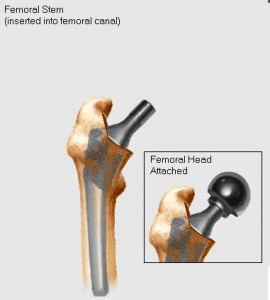 Femoral Stem
(inserted into femoral canal)
Femoral Head
Attached